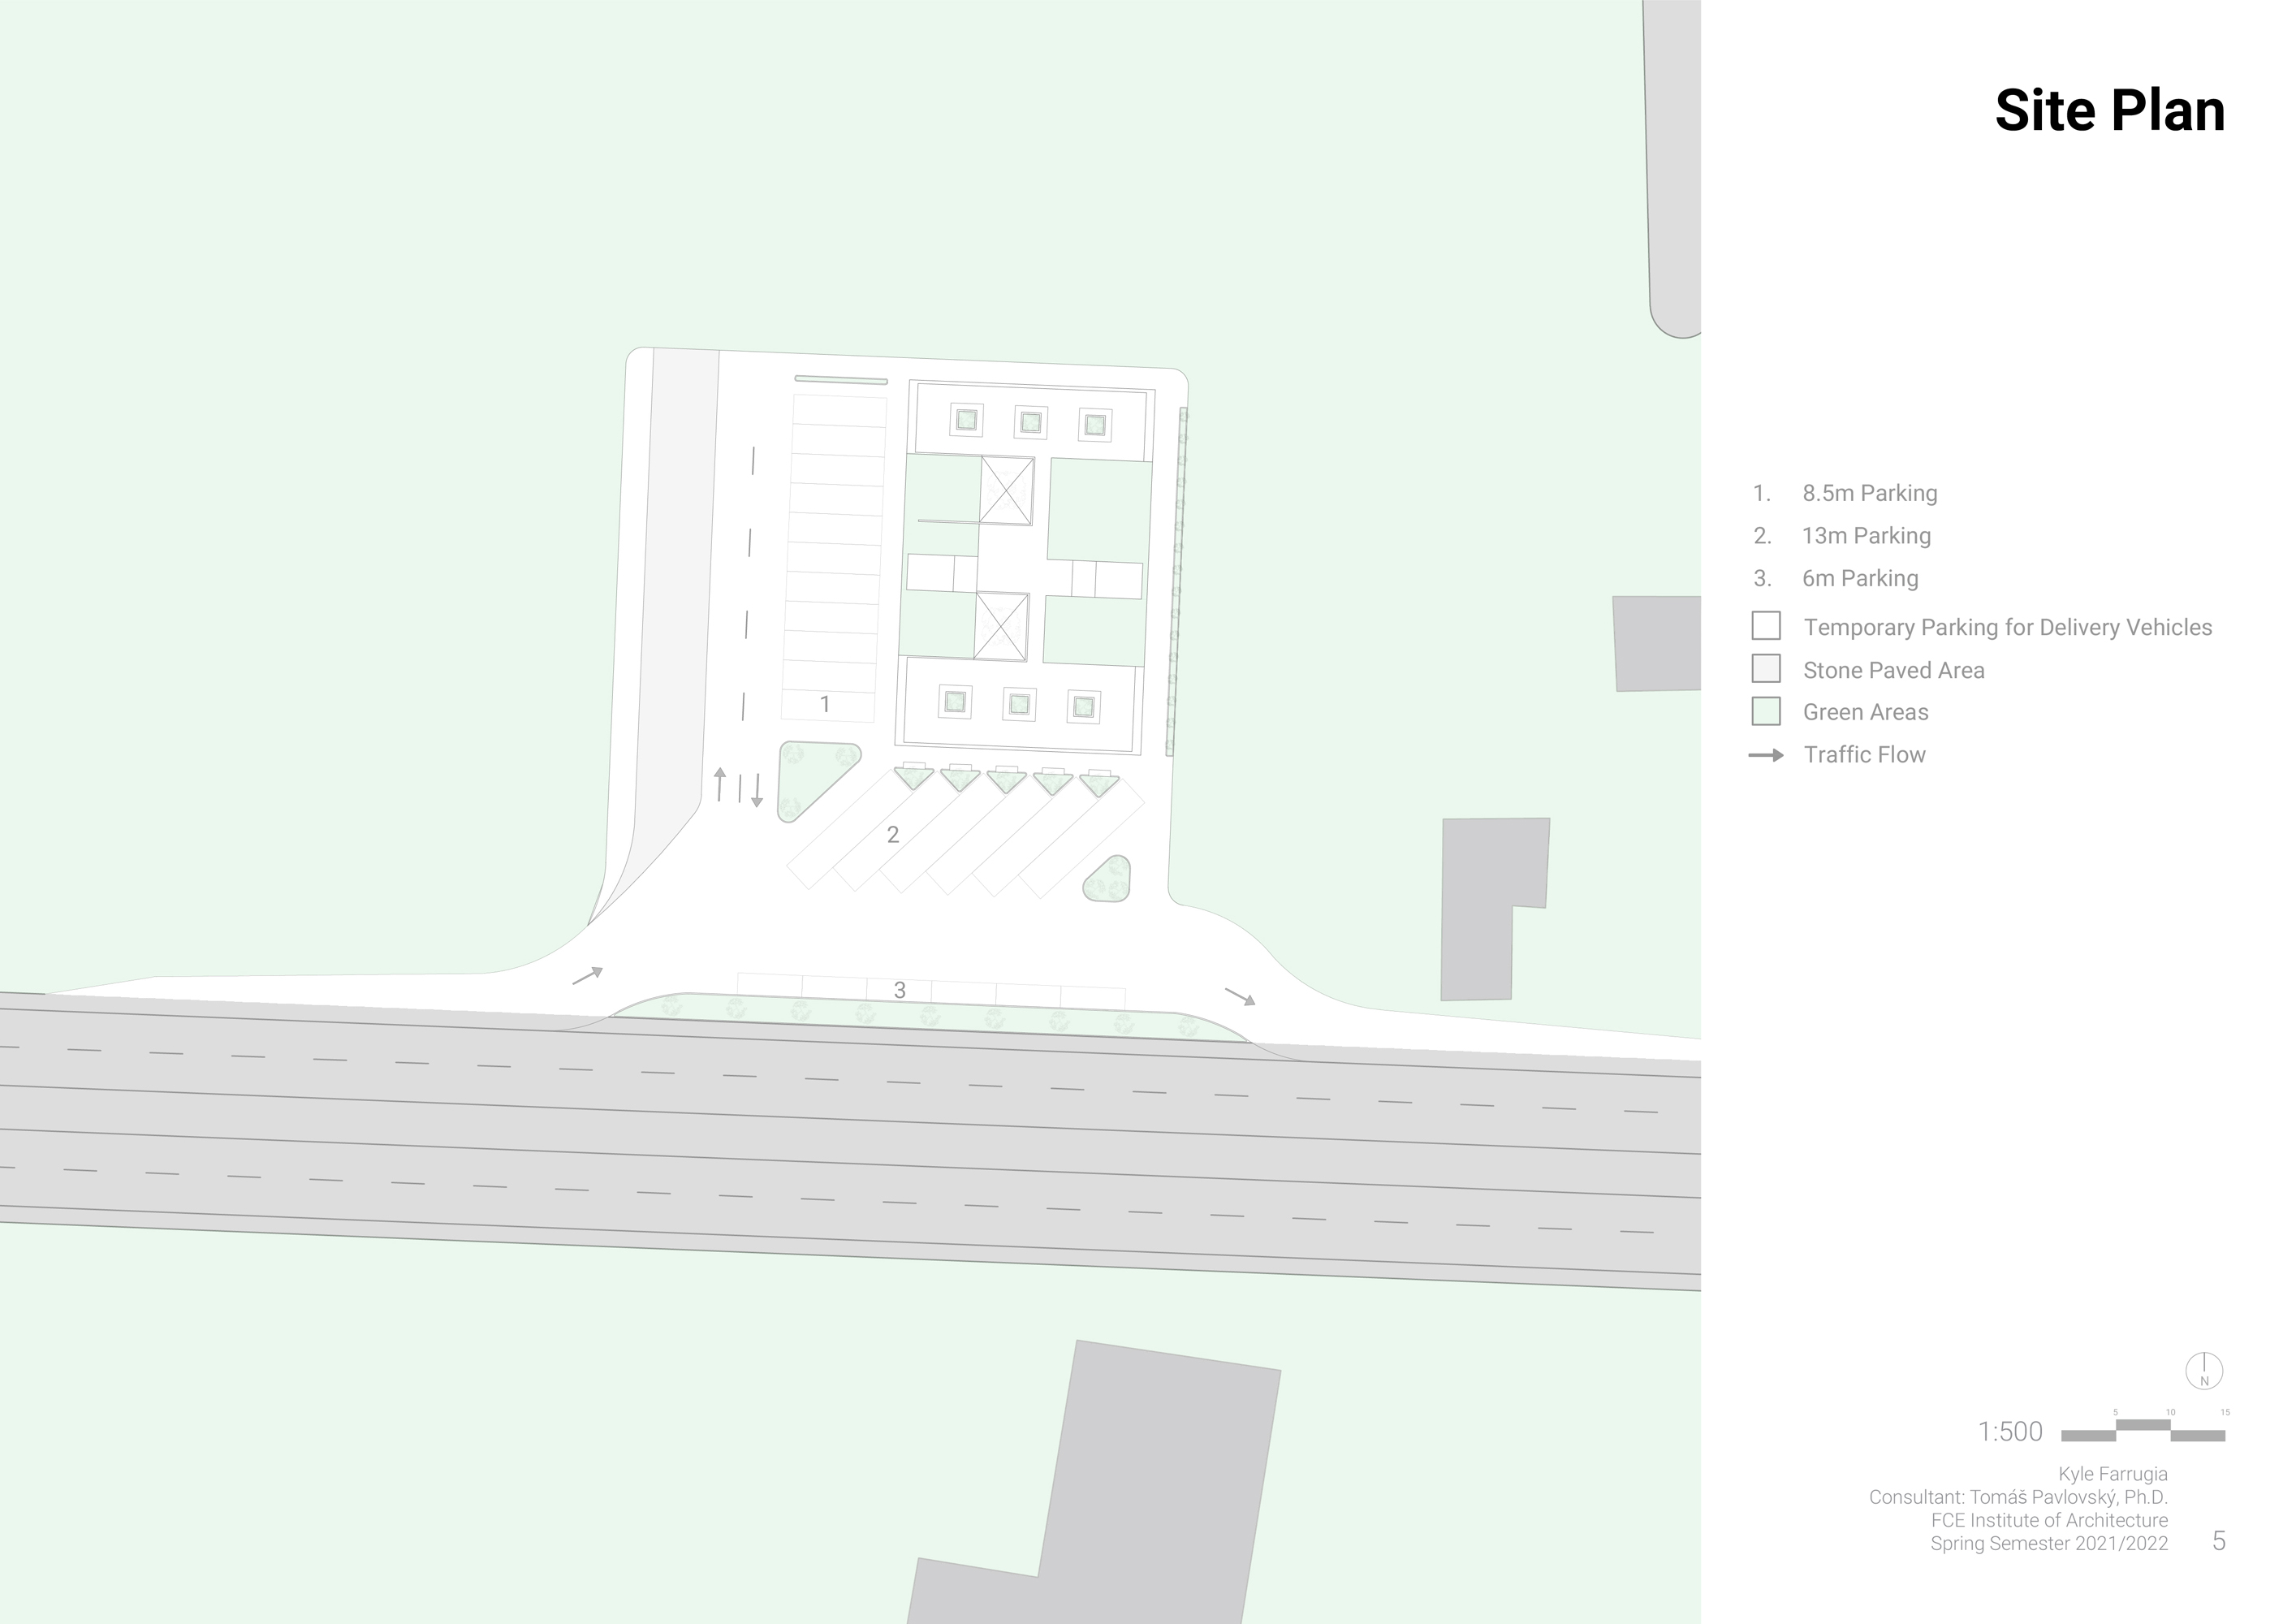 Site Plan
1. 8.5m Parking
2. 13m Parking
3. 6m Parking
Temporary Parking for Delivery Vehicles
Stone Paved Area
Green Areas
Traffic Flow
1
2
3
N
5 10 15
1:500
Kyle Farrugia
Consultant: Tomáš Pavlovský, Ph.D.
FCE Institute of Architecture
Spring Semester 2021/2022 5